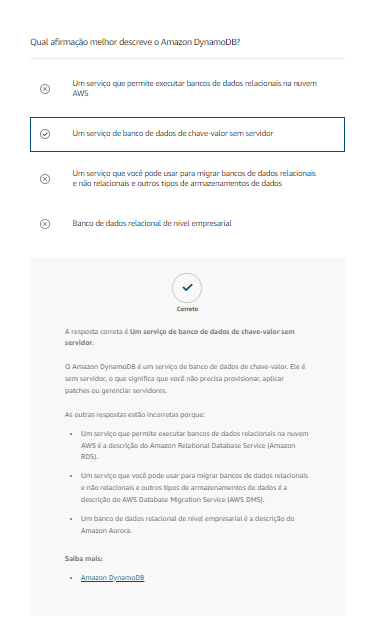 Qual afirmação melhor descreve o Amazon DynamoDB?
Um serviço que permite executar bancos de dados relacionais na nuvem
AWS
Um serviço de banco de dados de chave-valor sem servidor
Um serviço que você pode usar para migrar bancos de dados relacionais
e não relacionais e outros tipos de armazenamentos de dados
Banco de dados relacional de nível empresarial
Correto
A resposta correta é Um serviço de banco de dados de chave-valor sem
servidor.
O Amazon DynamoDB é um serviço de banco de dados de chave-valor. Ele é
sem servidor, o que significa que você não precisa provisionar, aplicar
patches ou gerenciar servidores.
As outras respostas estão incorretas porque:
• Um serviço que permite executar bancos de dados relacionais na nuvem
AWS é a descrição do Amazon Relational Database Service (Amazon
RDS).
• Um serviço que você pode usar para migrar bancos de dados relacionais
e não relacionais e outros tipos de armazenamentos de dados é a
descrição do AWS Database Migration Service (AWS DMS).
• Um banco de dados relacional de nível empresarial é a descrição do
Amazon Aurora.
Saiba mais:
• Amazon DynamoDB